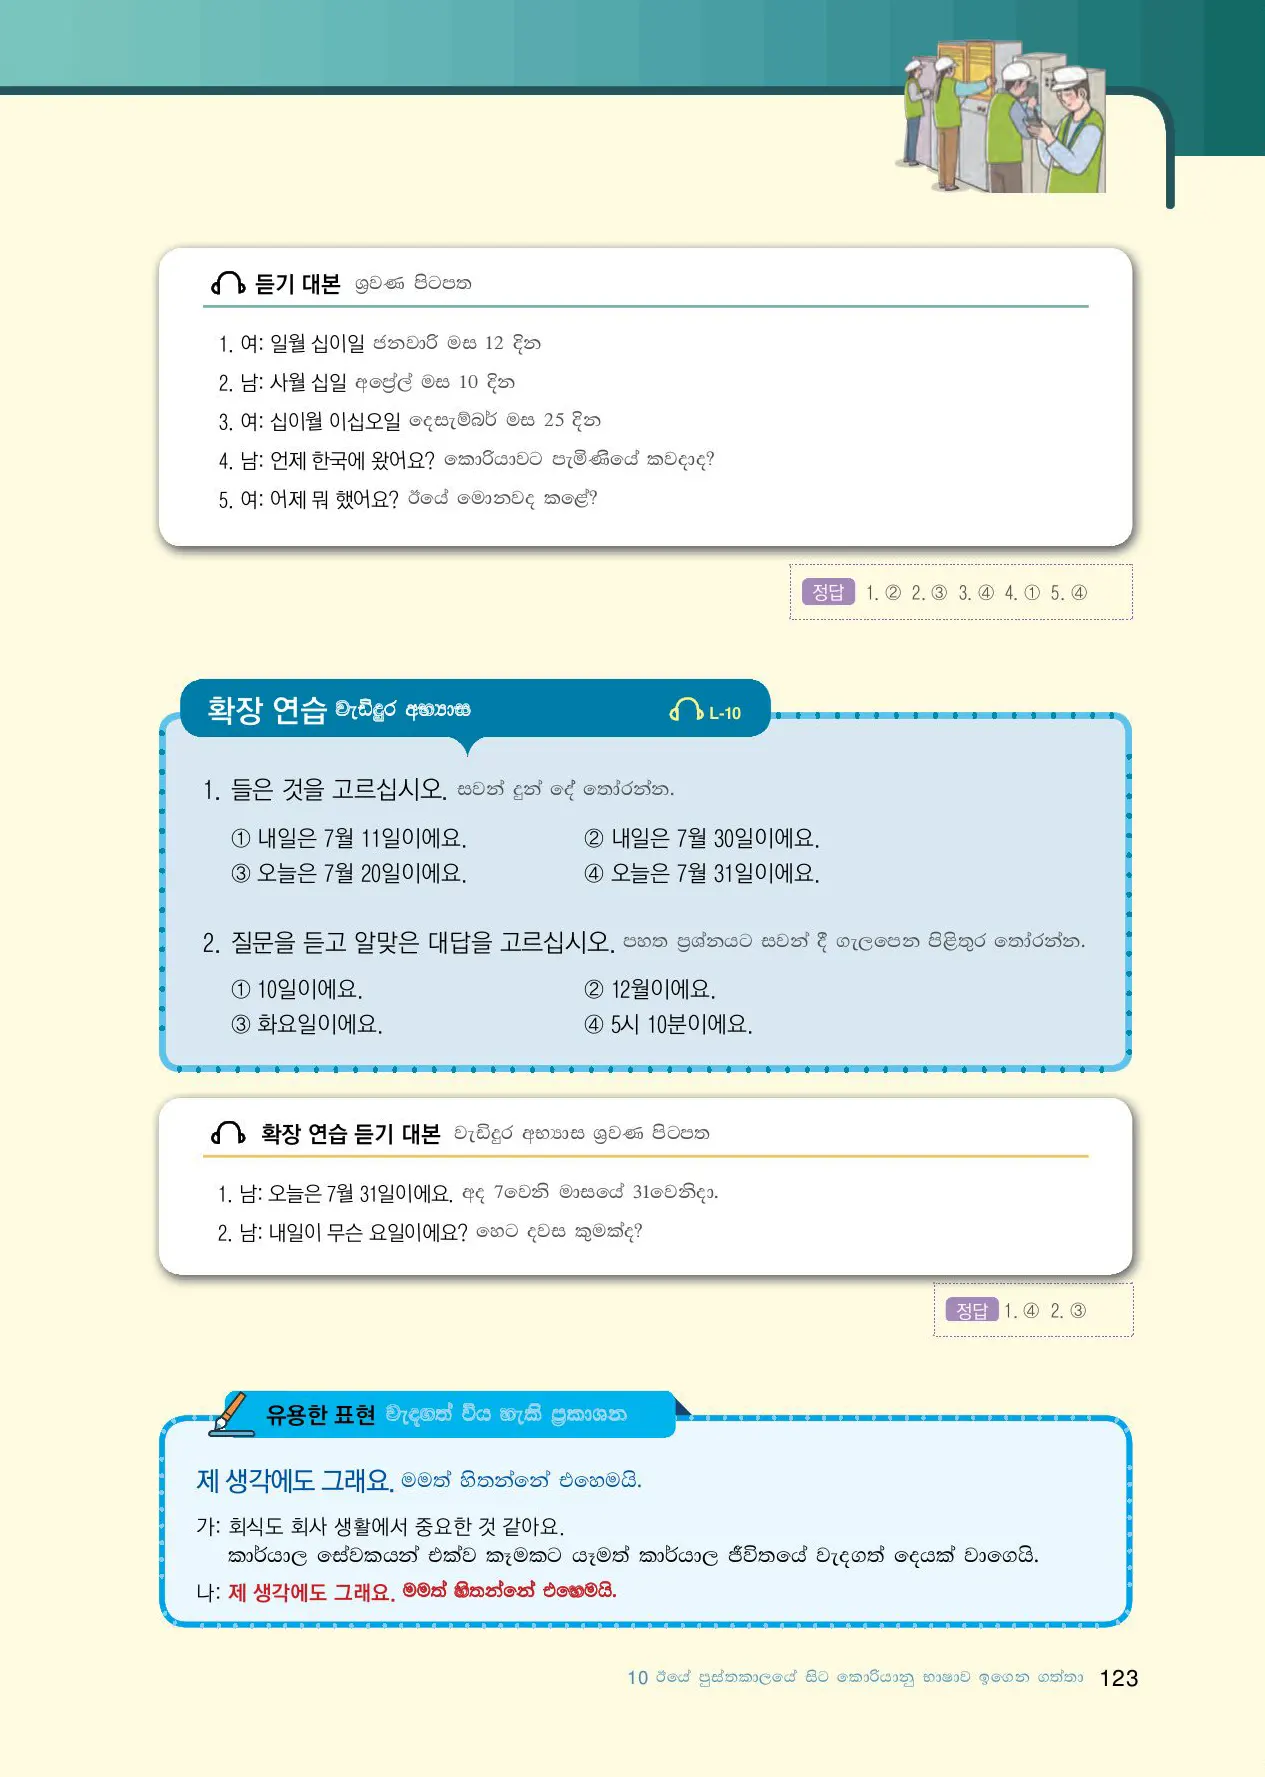 듣기 대본 ශ්‍රවණ පිටපත
1. 여: 일월 십이일 ජනවාරි මස 12 දින
2. 남: 사월 십일 අප්‍රේල් මස 10 දින
3. 여: 십이월 이십오일 දෙසැම්බර් මස 25 දින
4. 남: 언제 한국에 왔어요? කොරියාවට පැමිණියේ කවදාද?
5. 여: 어제 뭐 했어요? ඊයේ මොනවද කළේ?
정답 1. ② 2. ③ 3. ④ 4. ① 5. ④
확장 연습 වැඩිදුර අභ්‍යාස L-10
1. 들은 것을 고르십시오. සවන් දුන් දේ තෝරන්න.
① 내일은 7월 11일이에요. ② 내일은 7월 30일이에요.
③ 오늘은 7월 20일이에요. ④ 오늘은 7월 31일이에요.
2. 질문을 듣고 알맞은 대답을 고르십시오. පහත ප්‍රශ්නයට සවන් දී ගැලපෙන පිළිතුර තෝරන්න.
① 10일이에요. ② 12월이에요.
③ 화요일이에요. ④ 5시 10분이에요.
확장 연습 듣기 대본 වැඩිදුර අභ්‍යාස ශ්‍රවණ පිටපත
1. 남: 오늘은 7월 31일이에요. අද 7වෙනි මාසයේ 31වෙනිදා.
2. 남: 내일이 무슨 요일이에요? හෙට දවස කුමක්ද?
정답 1. ④ 2. ③
유용한 표현 වැදගත් විය හැකි ප්‍රකාශන
제 생각에도 그래요. මමත් හිතන්නේ එහෙමයි.
가: 회식도 회사 생활에서 중요한 것 같아요.
කාර්යාල සේවකයන් එක්ව කෑමකට යෑමත් කාර්යාල ජීවිතයේ වැදගත් දෙයක් වාගෙයි.
나: 제 생각에도 그래요. මමත් හිතන්නේ එහෙමයි.
10 ඊයේ පුස්තකාලයේ සිට කොරියානු භාෂාව ඉගෙන ගත්තා 123